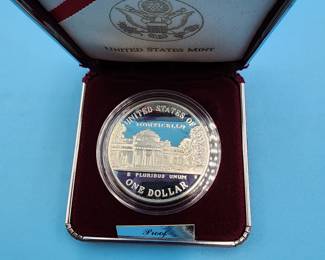 UNITED STATES MINT
UNITED STATES OF
MONTICELLO
E PLURIBUS UNUM
ONE DOLLAR
Proof